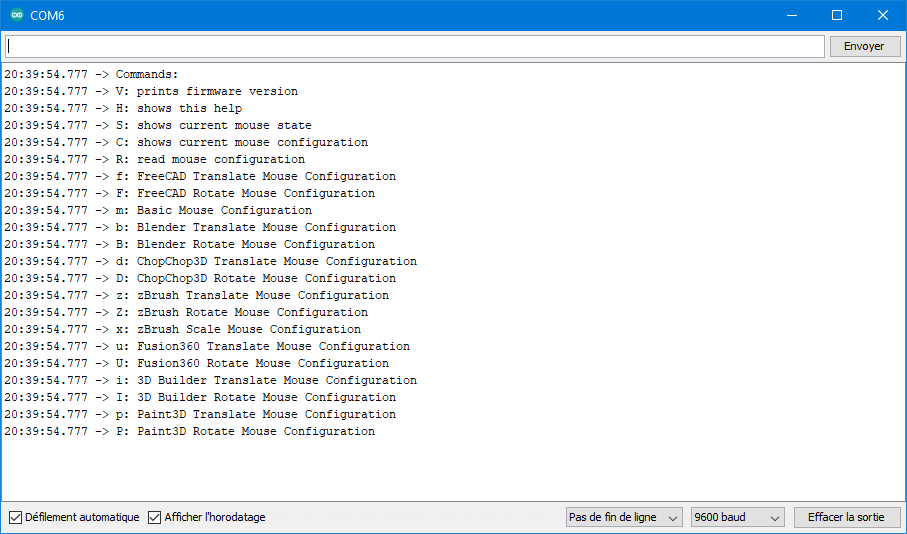 COM6
Envoyer
20:39:54.777 -> Commands:
20:39:54.777 -> V: prints firmware version
20:39:54.777 -> H: shows this help
20:39:54.777 -> S: shows current mouse state
20:39:54.777 -> C: shows current mouse configuration
20:39:54.777 -> R: read mouse configuration
20:39:54.777 -> f: FreeCAD Translate Mouse Configuration
20:39:54.777 -> F: FreeCAD Rotate Mouse Configuration
20:39:54.777 -> m: Basic Mouse Configuration
20:39:54.777 -> b: Blender Translate Mouse Configuration
20:39:54.777 -> B: Blender Rotate Mouse Configuration
20:39:54.777 -> d: ChopChop3D Translate Mouse Configuration
20:39:54.777 -> D: ChopChop3D Rotate Mouse Configuration
20:39:54.777 -> z: zBrush Translate Mouse Configuration
20:39:54.777 -> Z: zBrush Rotate Mouse Configuration
20:39:54.777 -> x: zBrush Scale Mouse Configuration
20:39:54.777 -> u: Fusion360 Translate Mouse Configuration
20:39:54.777 -> U: Fusion360 Rotate Mouse Configuration
20:39:54.777 -> i: 3D Builder Translate Mouse Configuration
20:39:54.777 -> I: 3D Builder Rotate Mouse Configuration
20:39:54.777 -> p: Paint3D Translate Mouse Configuration
20:39:54.777 -> P: Paint3D Rotate Mouse Configuration
Défilement automatique Afficher l'horodatage Pas de fin de ligne 9600 baud Effacer la sortie